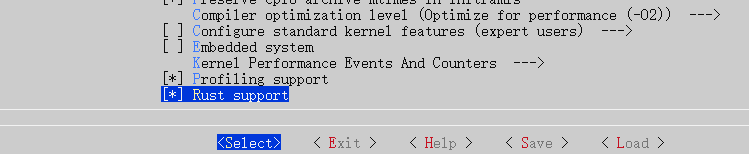 [*] Preserve cpio archive mtimes in initramfs
Compiler optimization level (Optimize for performance (-O2))  --->
[ ] Configure standard kernel features (expert users)  --->
[ ] Embedded system
Kernel Performance Events And Counters  --->
[*] Profiling support
[*] Rust support
<Select>    < Exit >    < Help >    < Save >    < Load >